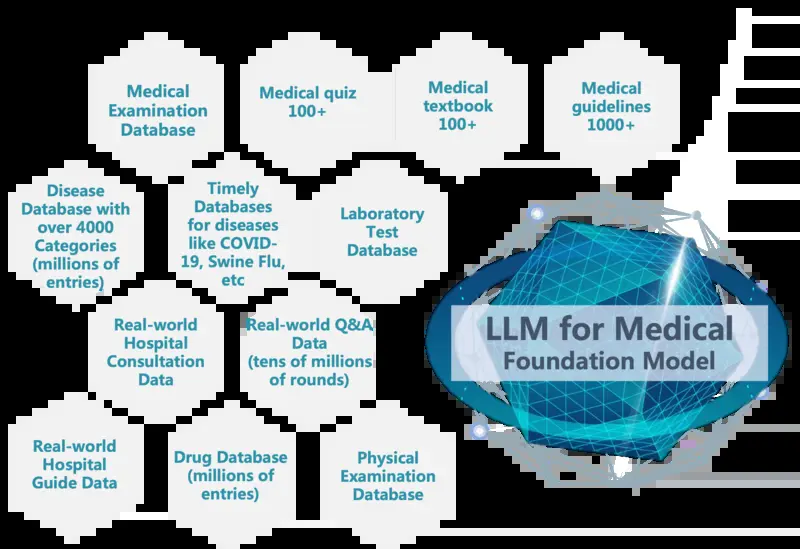 Medical
Examination
Database
Medical quiz
100+
Medical
textbook
100+
Medical
guidelines
1000+
Disease
Database with
over 4000
Categories
(millions of
entries)
Timely
Databases
for diseases
like COVID-
19, Swine Flu,
etc
Laboratory
Test
Database
LLM for Medical
Foundation Model
Real-world
Hospital
Consultation
Data
Real-world Q&A
Data
(tens of millions
of rounds)
Real-world
Hospital
Guide Data
Drug Database
(millions of
entries)
Physical
Examination
Database